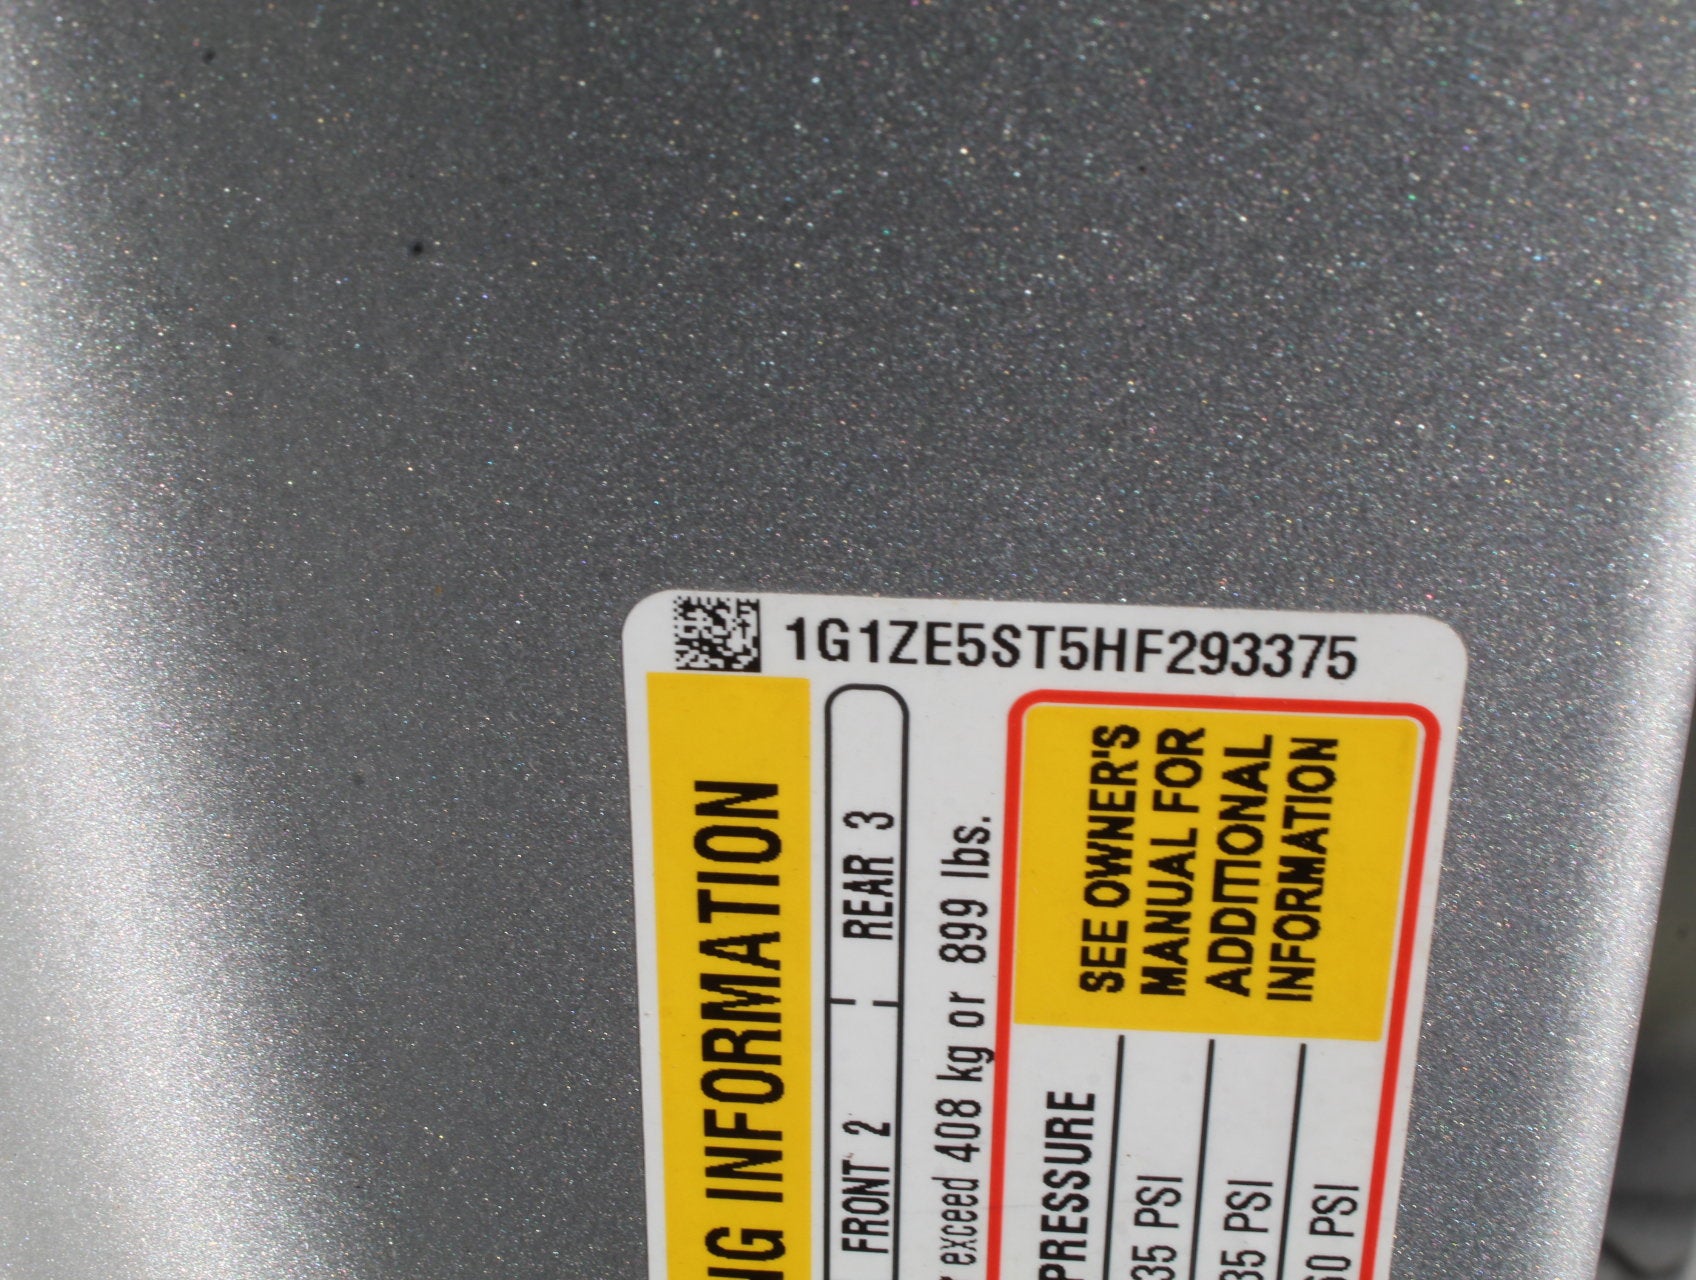 1G1ZE5ST5HF293375
NG INFORMATION
FRONT 2 REAR 3
exceed 408 kg or 899 lbs.
PRESSURE
35 PSI
35 PSI
60 PSI
SEE OWNER'S
MANUAL FOR
ADDITIONAL
INFORMATION